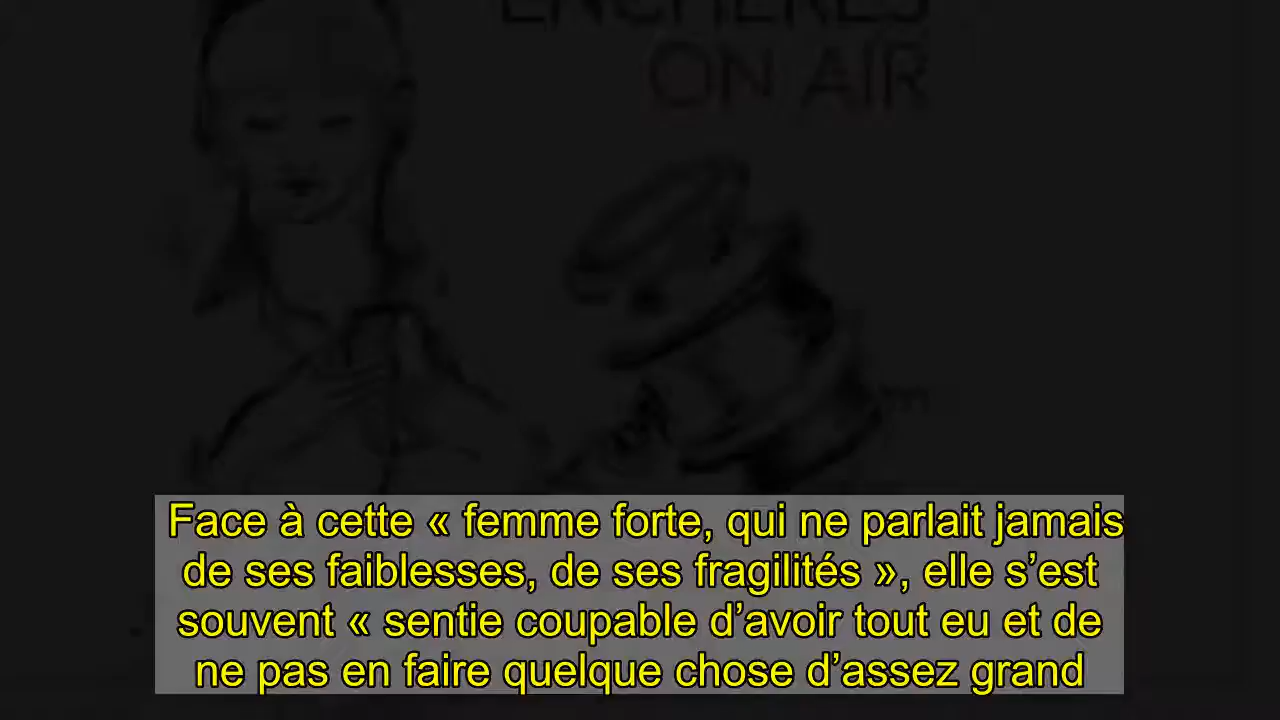 ENCHÈRES
ON AIR
Face à cette « femme forte, qui ne parlait jamais
de ses faiblesses, de ses fragilités », elle s’est
souvent « sentie coupable d’avoir tout eu et de
ne pas en faire quelque chose d’assez grand